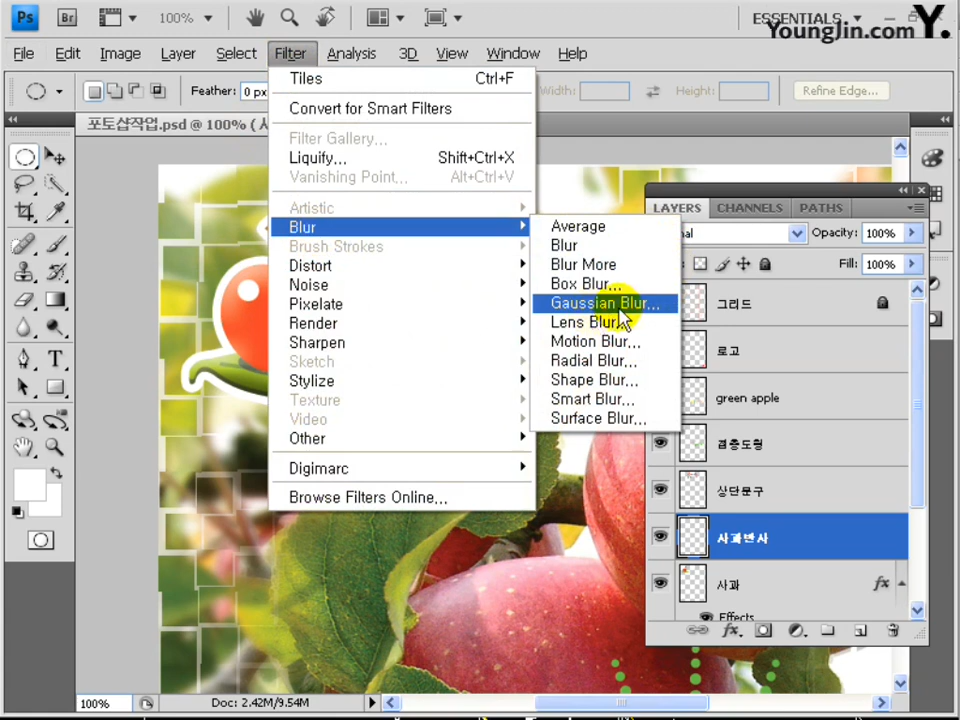 Ps Br 100% ESSENTIALS
YoungJin.com Y.
File Edit Image Layer Select Filter Analysis 3D View Window Help
Feather: 0 px Width: Height: Refine Edge...
포토샵작업.psd @ 100%
Tiles Ctrl+F
Convert for Smart Filters
Filter Gallery...
Liquify... Shift+Ctrl+X
Vanishing Point... Alt+Ctrl+V
Artistic
Blur
Brush Strokes
Distort
Noise
Pixelate
Render
Sharpen
Sketch
Stylize
Texture
Video
Other
Digimarc
Browse Filters Online...
Average
Blur
Blur More
Box Blur...
Gaussian Blur...
Lens Blur...
Motion Blur...
Radial Blur...
Shape Blur...
Smart Blur...
Surface Blur...
LAYERS CHANNELS PATHS
Opacity: 100%
Fill: 100%
그리드
로고
green apple
겹층도형
상단문구
사과반사
사과 fx
Effects
fx
100% Doc: 2.42M/9.54M